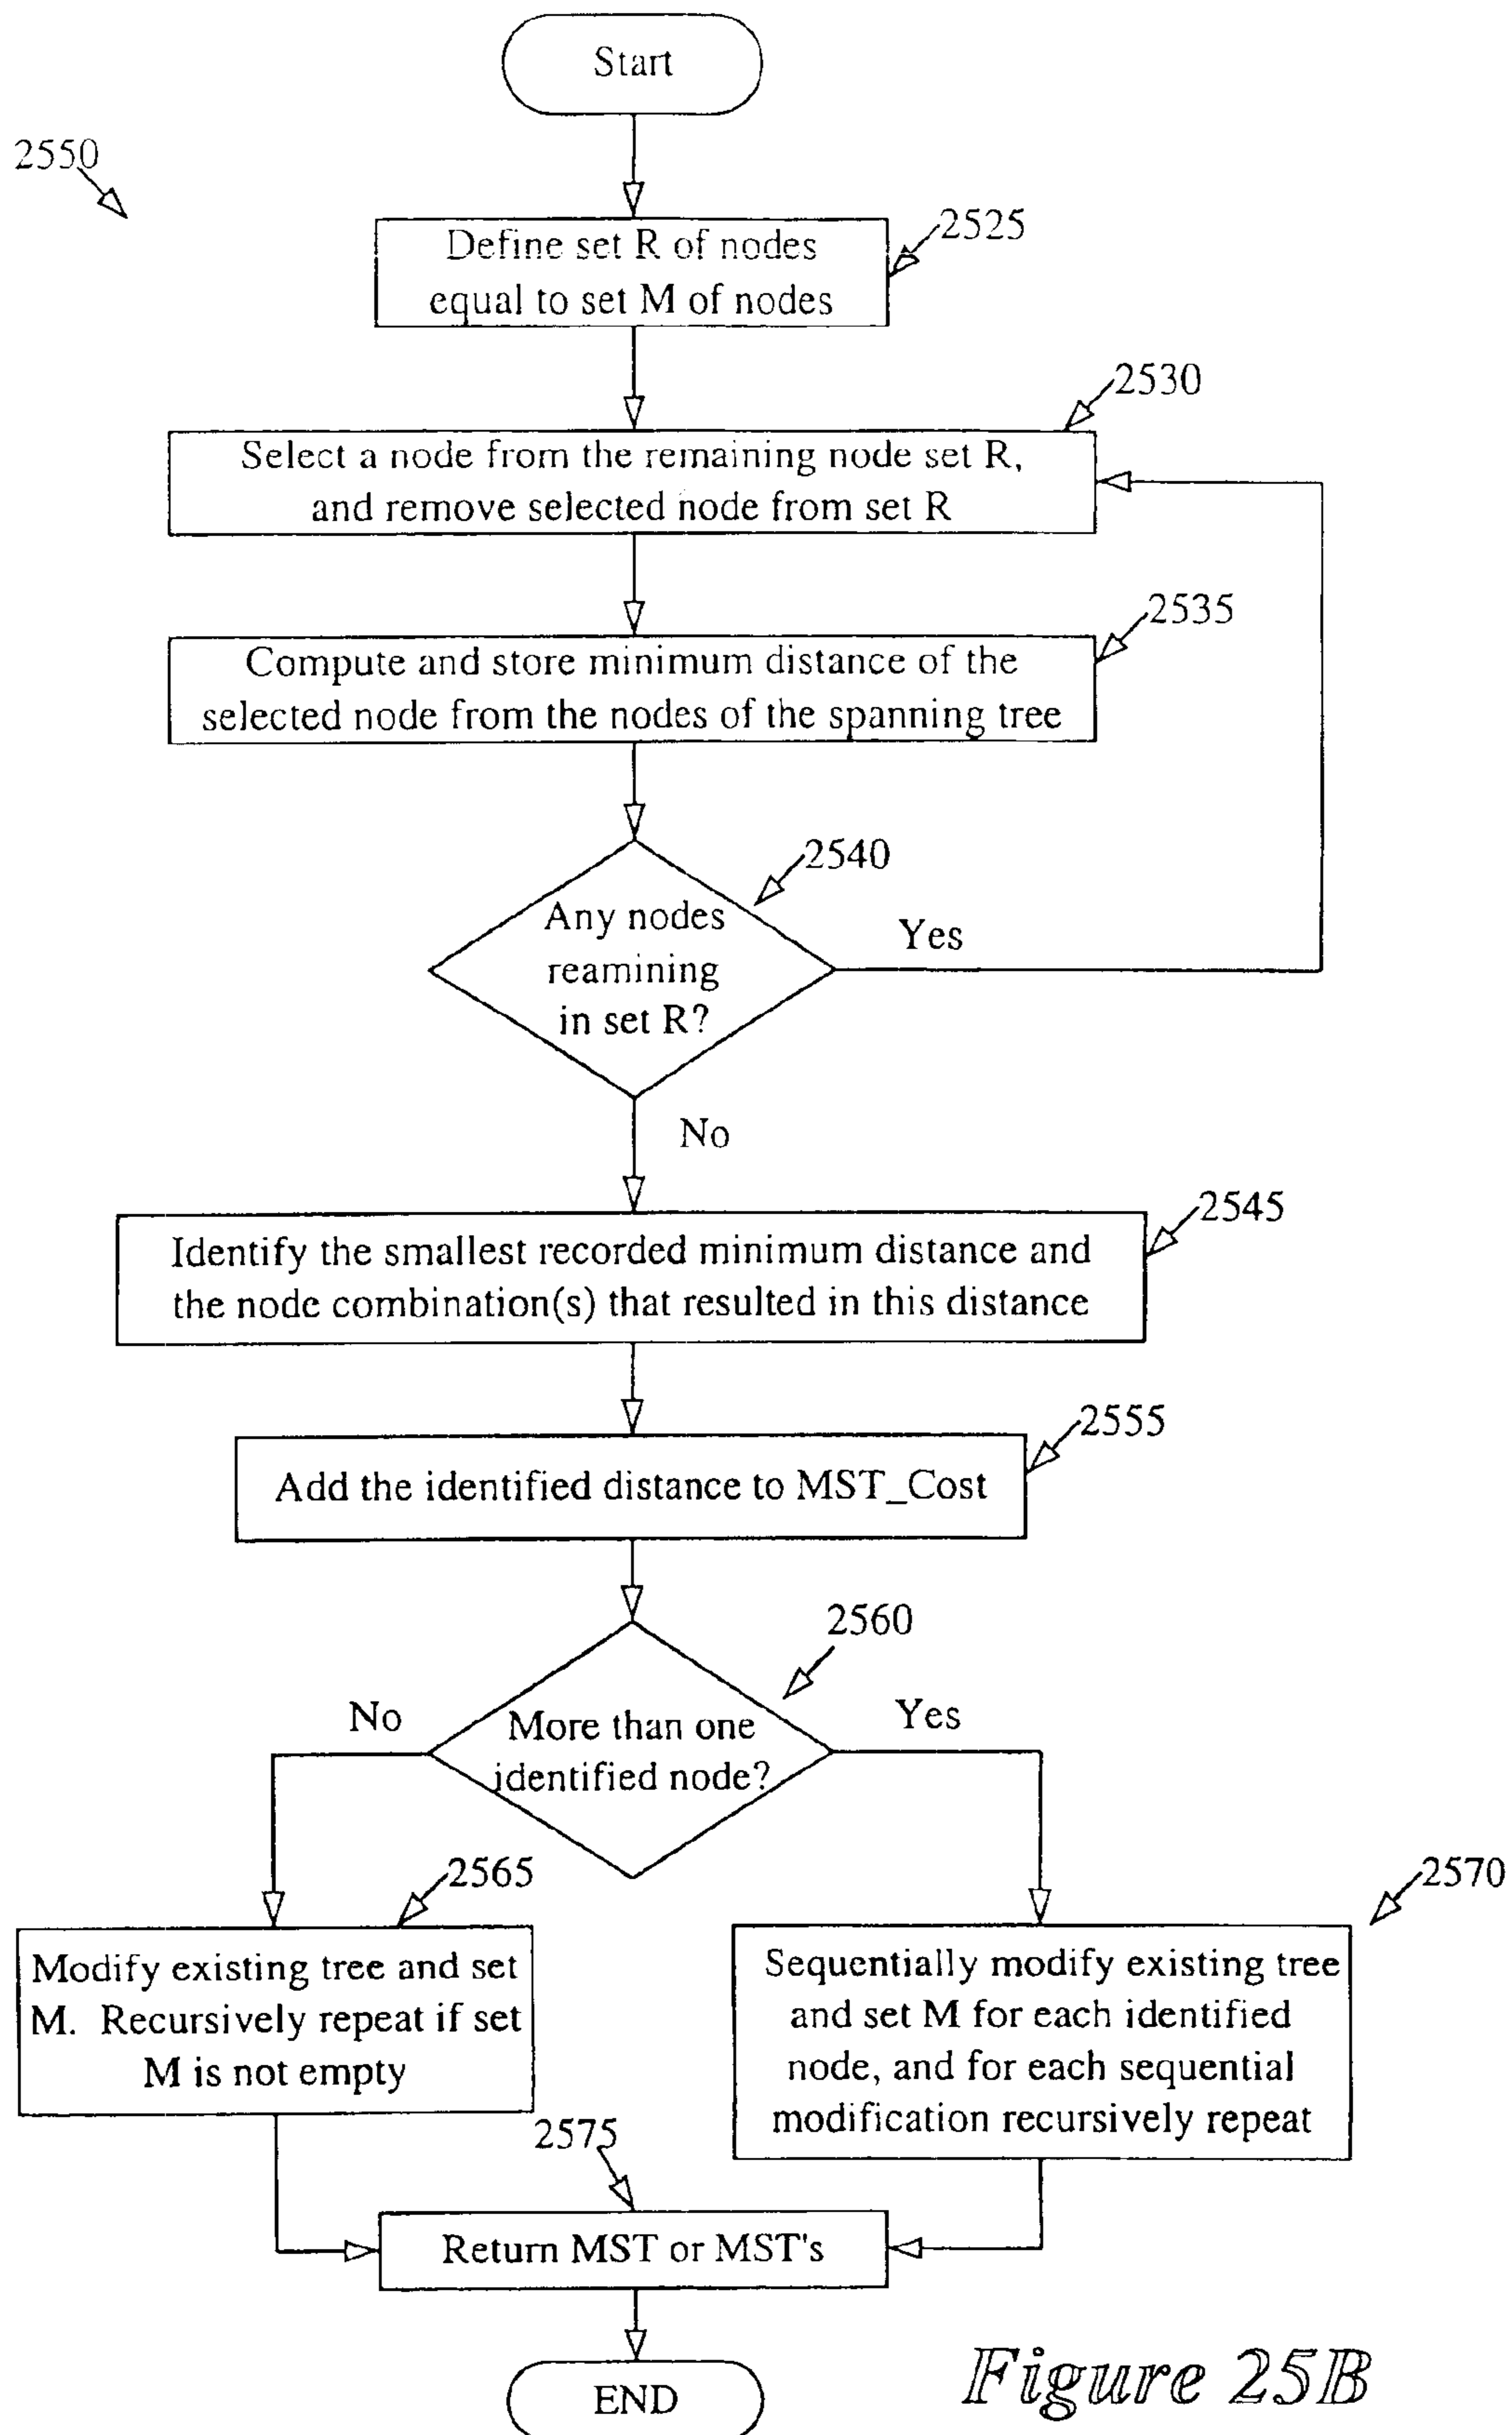 Start
2550
2525
Define set R of nodes
equal to set M of nodes
2530
Select a node from the remaining node set R,
and remove selected node from set R
2535
Compute and store minimum distance of the
selected node from the nodes of the spanning tree
2540
Any nodes
reamining
in set R?
Yes
No
2545
Identify the smallest recorded minimum distance and
the node combination(s) that resulted in this distance
2555
Add the identified distance to MST_Cost
2560
No
More than one
identified node?
Yes
2565
Modify existing tree and set
M. Recursively repeat if set
M is not empty
2570
Sequentially modify existing tree
and set M for each identified
node, and for each sequential
modification recursively repeat
2575
Return MST or MST's
END
Figure 25B